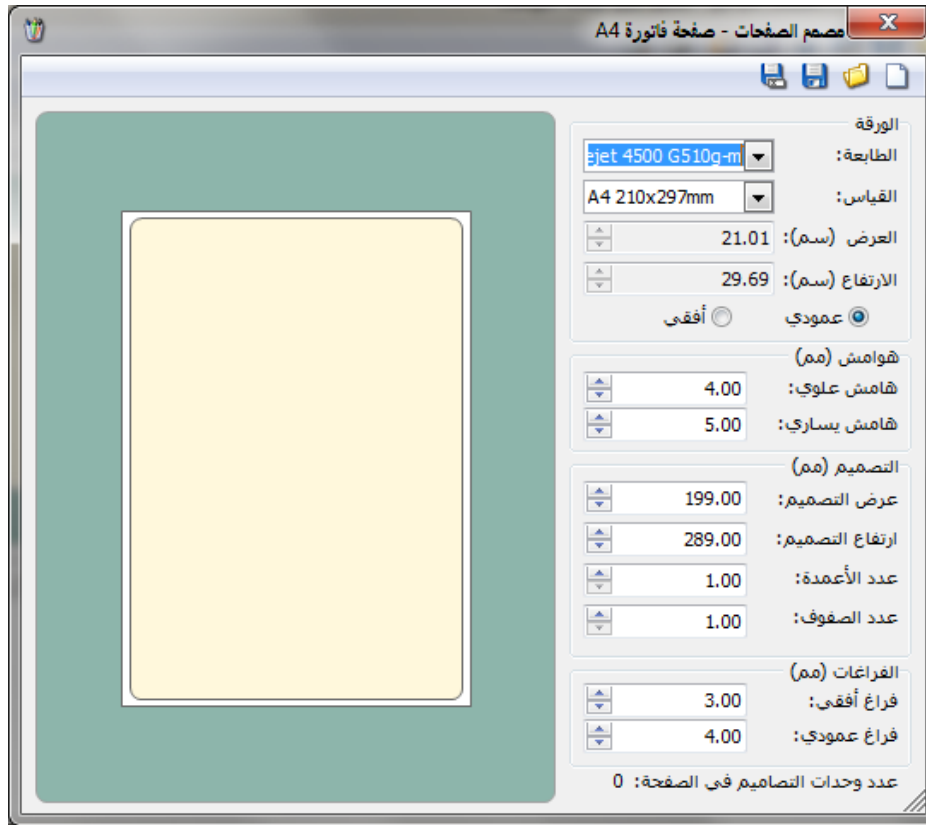 مصمم الصفحات - صفحة فاتورة A4
الورقة
الطابعة: ejet 4500 G510g-m
القياس: A4 210x297mm
العرض (سم): 21.01
الارتفاع (سم): 29.69
عمودي أفقي
هوامش (مم)
هامش علوي: 4.00
هامش يساري: 5.00
التصميم (مم)
عرض التصميم: 199.00
ارتفاع التصميم: 289.00
عدد الأعمدة: 1.00
عدد الصفوف: 1.00
الفراغات (مم)
فراغ أفقي: 3.00
فراغ عمودي: 4.00
عدد وحدات التصاميم في الصفحة: 0